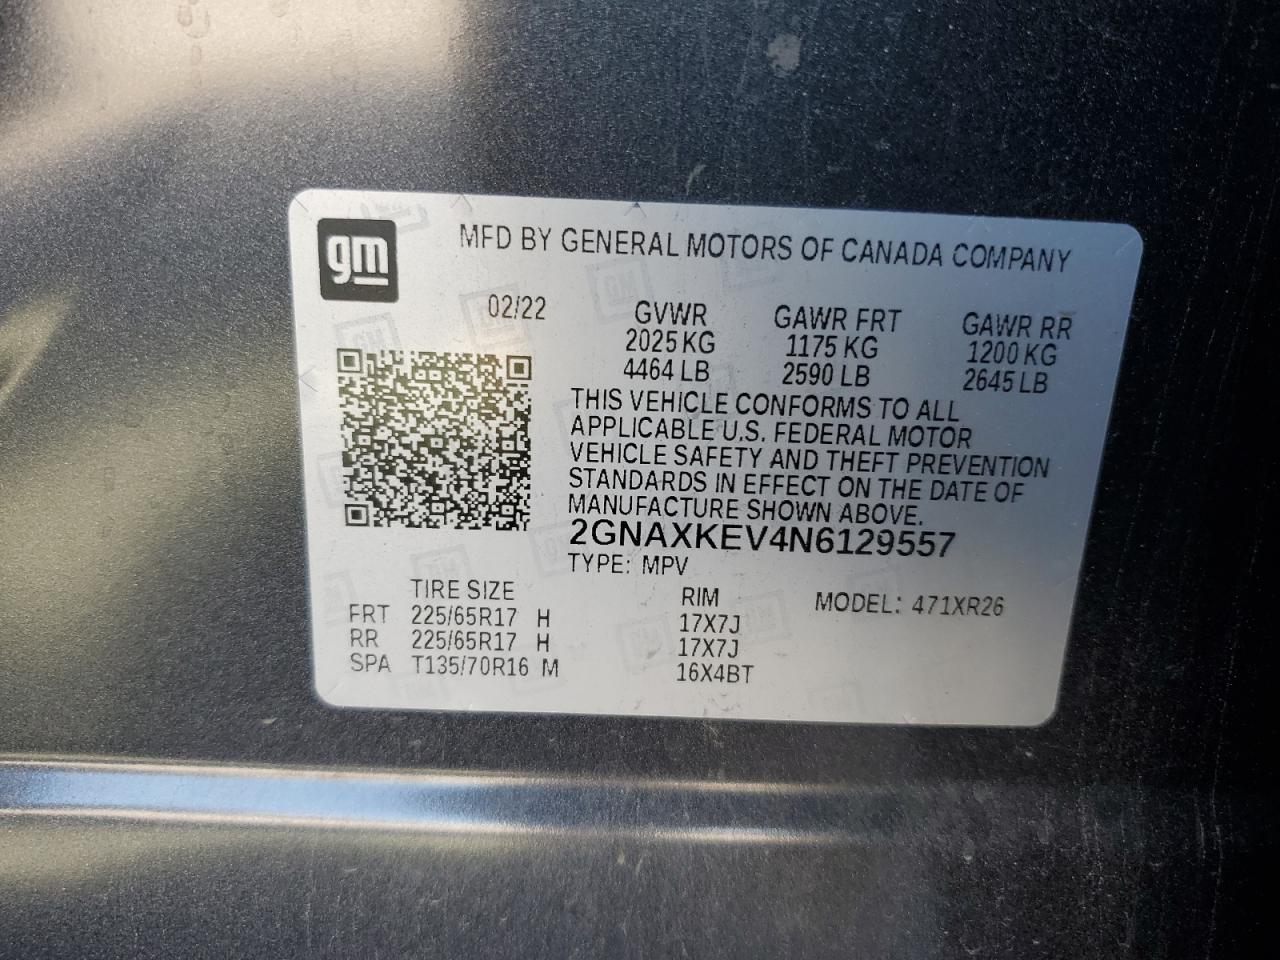 gm
MFD BY GENERAL MOTORS OF CANADA COMPANY
02/22 GVWR GAWR FRT GAWR RR
2025 KG 1175 KG 1200 KG
4464 LB 2590 LB 2645 LB
THIS VEHICLE CONFORMS TO ALL
APPLICABLE U.S. FEDERAL MOTOR
VEHICLE SAFETY AND THEFT PREVENTION
STANDARDS IN EFFECT ON THE DATE OF
MANUFACTURE SHOWN ABOVE.
2GNAXKEV4N6129557
TYPE: MPV
TIRE SIZE RIM MODEL: 471XR26
FRT 225/65R17 H 17X7J
RR 225/65R17 H 17X7J
SPA T135/70R16 M 16X4BT